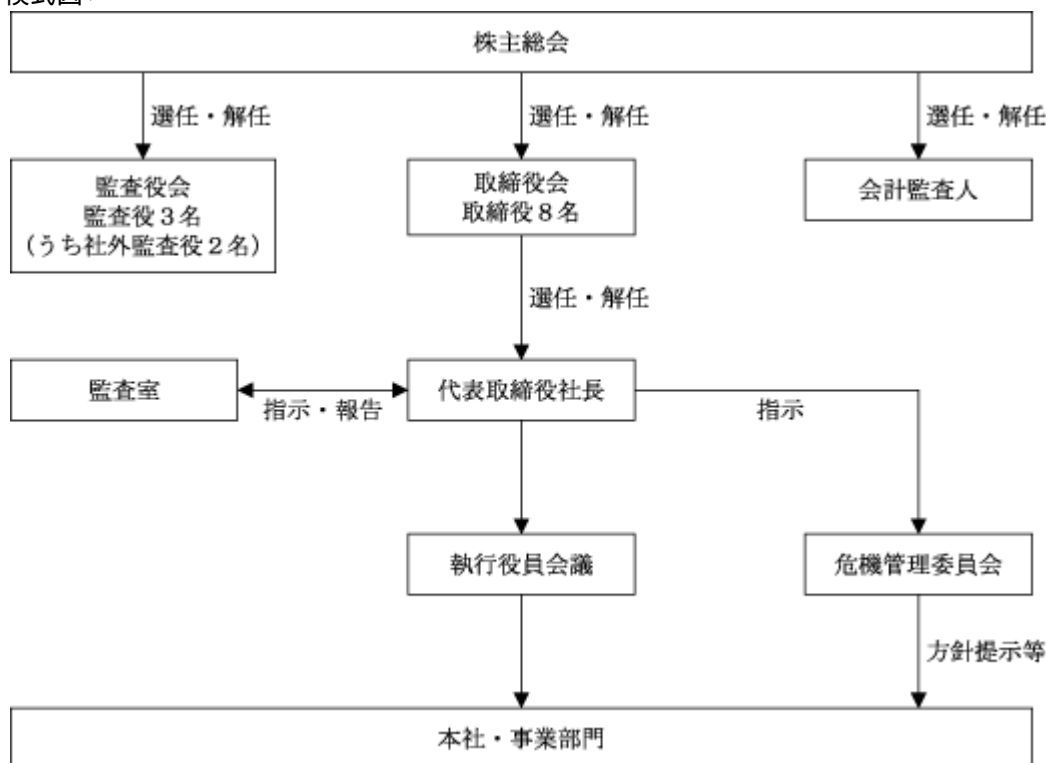 模式図
株主総会
選任・解任
選任・解任
選任・解任
監査役会
監査役3名
(うち社外監査役2名)
取締役会
取締役8名
会計監査人
選任・解任
監査室
指示・報告
代表取締役社長
指示
執行役員会議
危機管理委員会
方針提示等
本社・事業部門